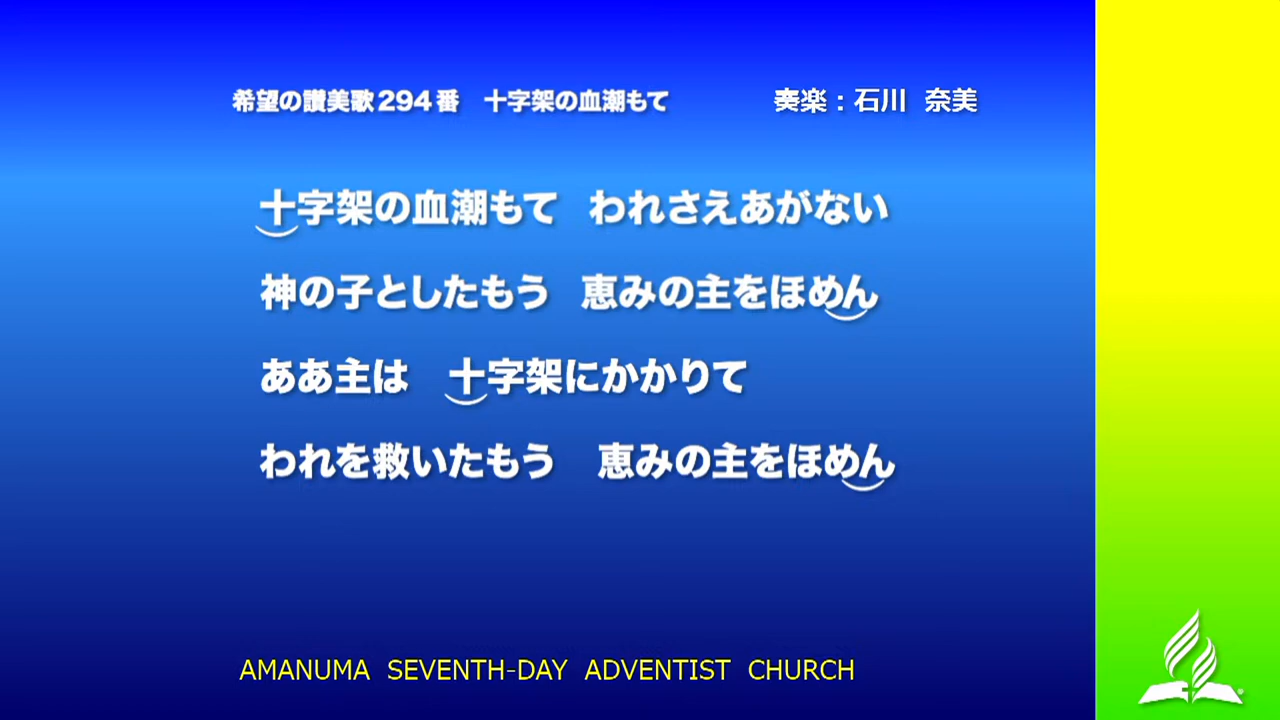 希望の讃美歌294番　十字架の血潮もて　奏楽：石川　奈美
十字架の血潮もて　われさえあがない
神の子としたもう　恵みの主をほめん
ああ主は　十字架にかかりて
われを救いたもう　恵みの主をほめん
AMANUMA SEVENTH-DAY ADVENTIST CHURCH